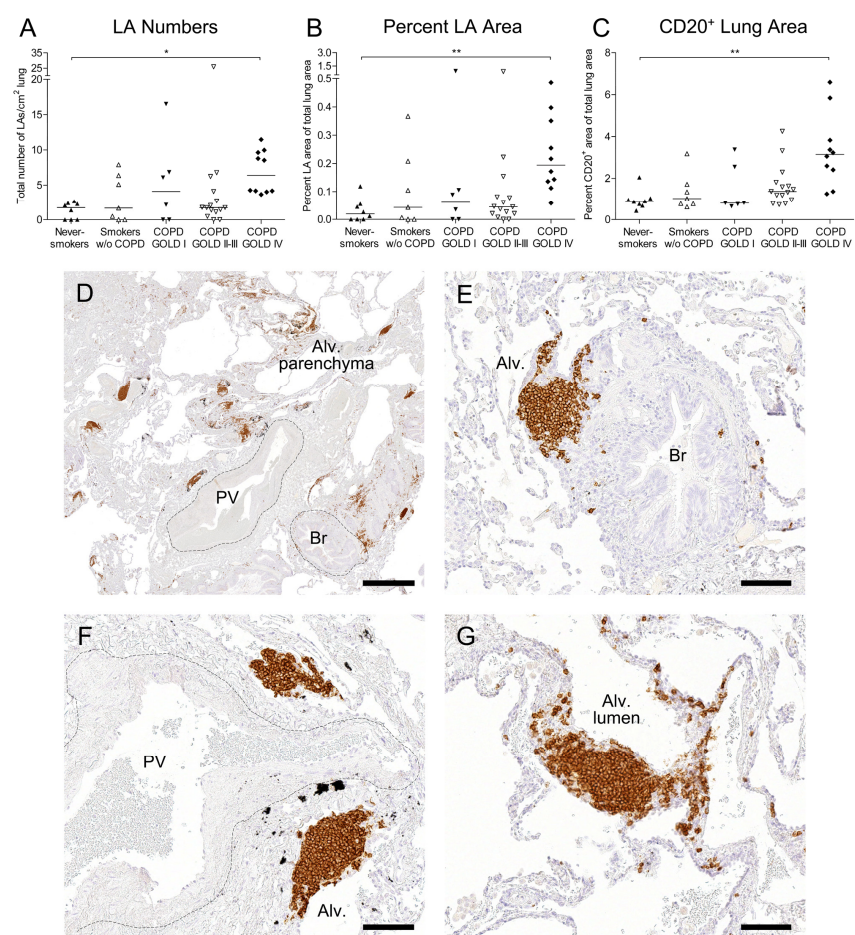 A
LA Numbers
*
Total number of LAs/cm² lung
35
25
20
15
10
5
0
Never-
smokers
Smokers
w/o COPD
COPD
GOLD I
COPD
GOLD II-III
COPD
GOLD IV
B
Percent LA Area
**
Percent LA area of total lung area
3.0
1.5
0.5
0.4
0.3
0.2
0.1
0.0
Never-
smokers
Smokers
w/o COPD
COPD
GOLD I
COPD
GOLD II-III
COPD
GOLD IV
C
CD20⁺ Lung Area
**
Percent CD20⁺ area of total lung area
8
6
4
2
0
Never-
smokers
Smokers
w/o COPD
COPD
GOLD I
COPD
GOLD II-III
COPD
GOLD IV
D
Alv.
parenchyma
PV
Br
E
Alv.
Br
F
PV
Alv.
G
Alv.
lumen